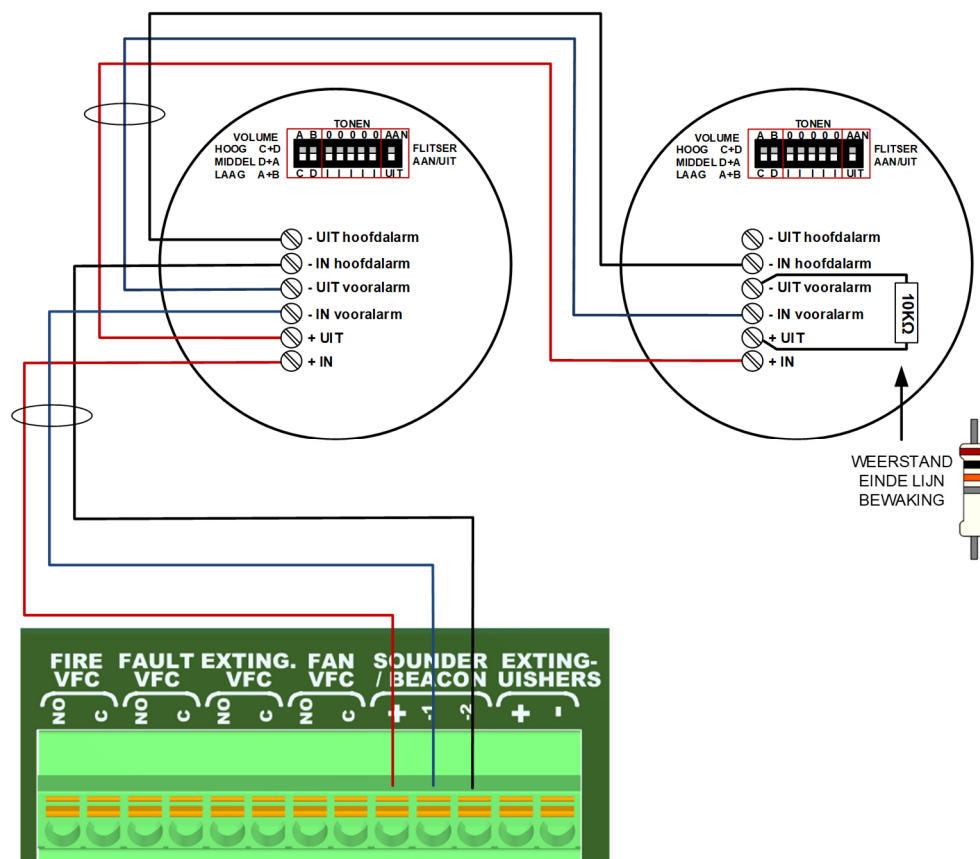 TONEN
VOLUME A B 0 0 0 0 0 AAN
HOOG C+D FLITSER
MIDDEL D+A AAN/UIT
LAAG A+B C D I I I I I UIT
- UIT hoofdalarm
- IN hoofdalarm
- UIT vooralarm
- IN vooralarm
+ UIT
+ IN
TONEN
VOLUME A B 0 0 0 0 0 AAN
HOOG C+D FLITSER
MIDDEL D+A AAN/UIT
LAAG A+B C D I I I I I UIT
- UIT hoofdalarm
- IN hoofdalarm
- UIT vooralarm
- IN vooralarm
+ UIT
+ IN
10KΩ
WEERSTAND
EINDE LIJN
BEWAKING
FIRE FAULT EXTING. FAN SOUNDER EXTING-
VFC VFC VFC VFC / BEACON UISHERS
NO C NO C NO C NO C + -1 -2 + -